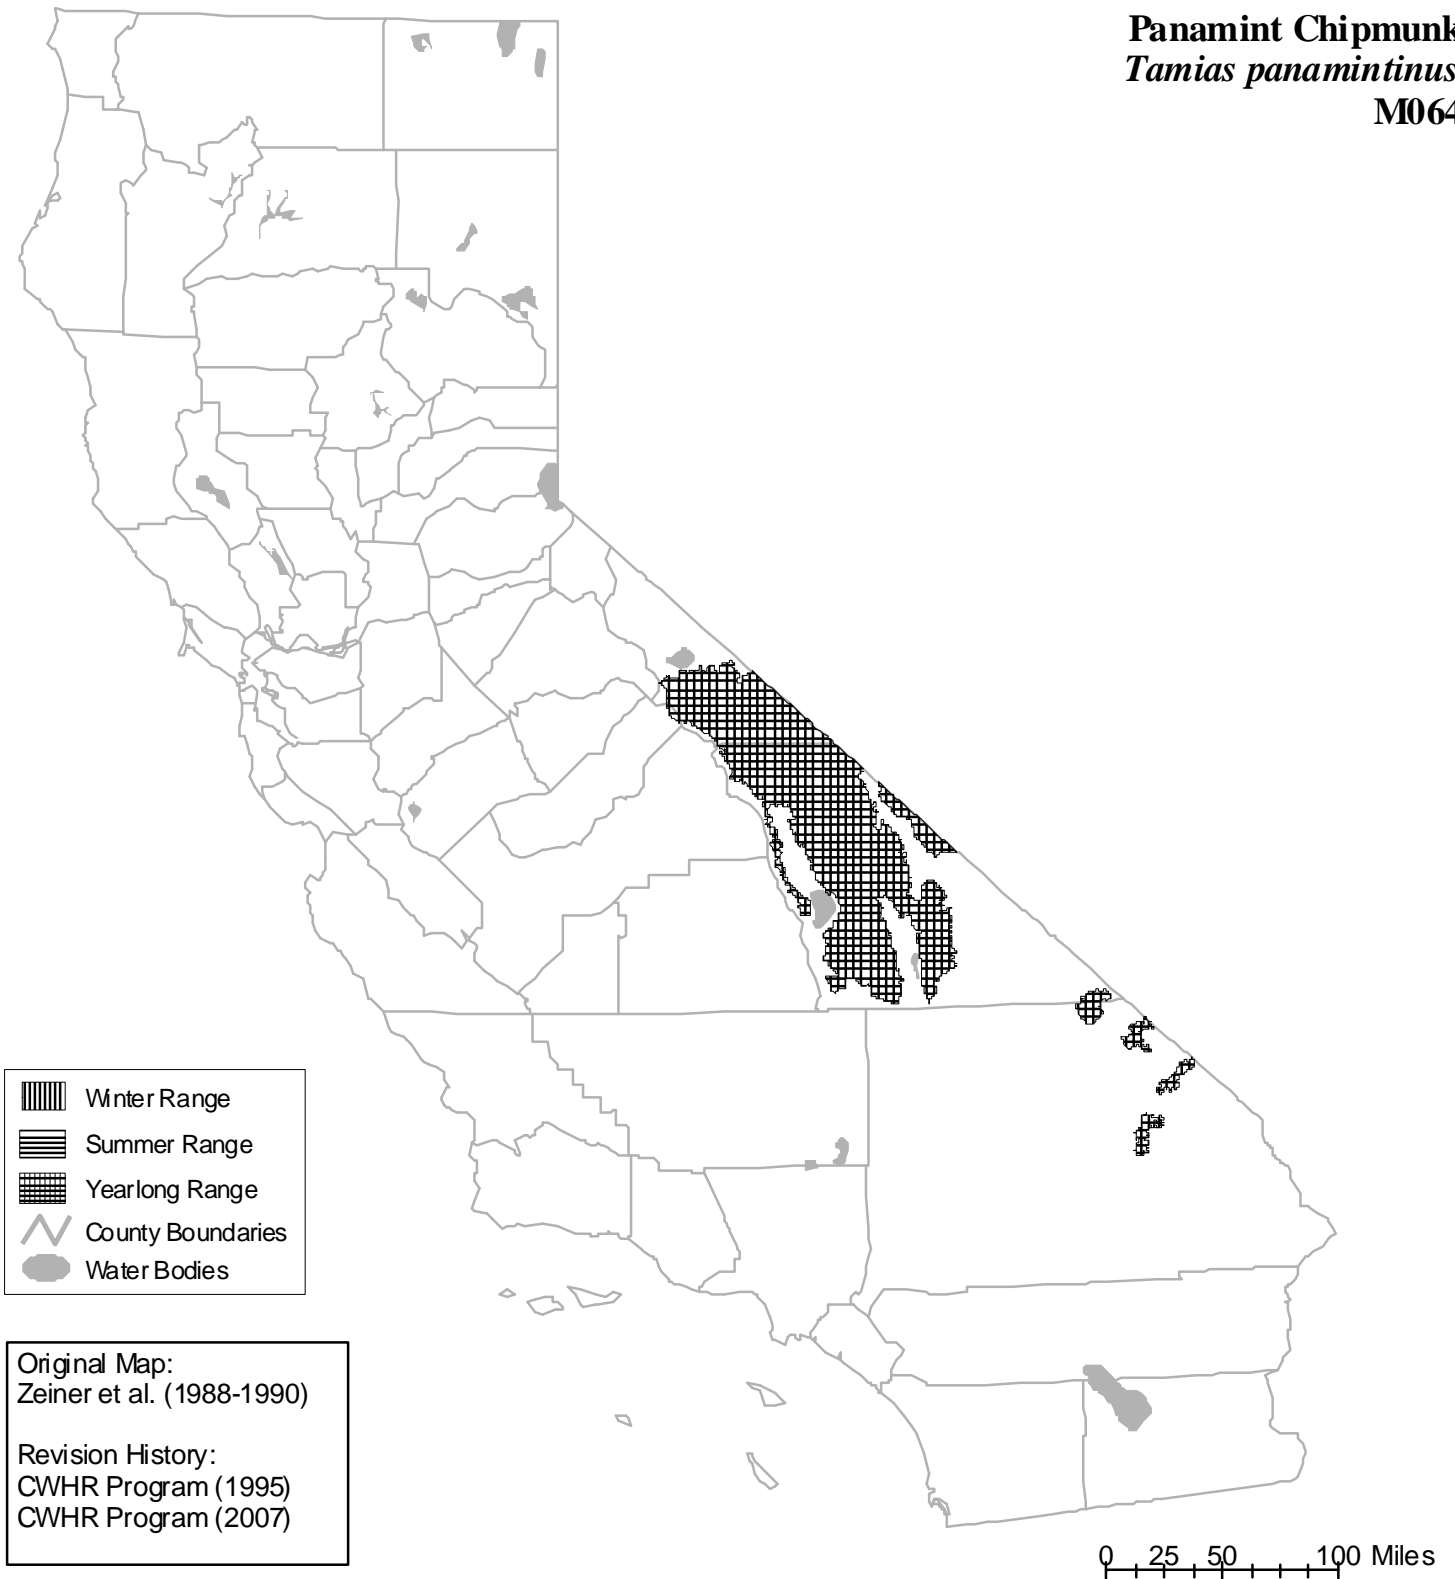 Panamint Chipmunk
Tamias panamintinus
M064
Winter Range
Summer Range
Yearlong Range
County Boundaries
Water Bodies
Original Map:
Zeiner et al. (1988-1990)
Revision History:
CWHR Program (1995)
CWHR Program (2007)
0 25 50 100 Miles